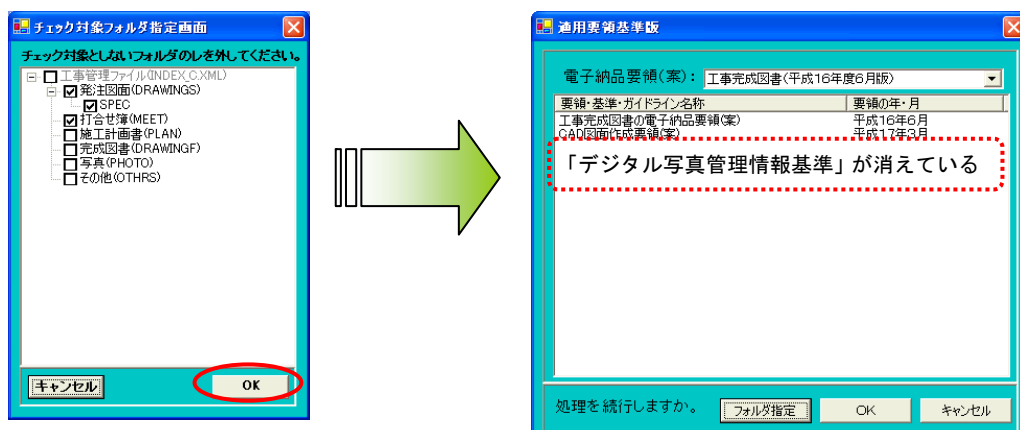 チェック対象フォルダ指定画面
チェック対象としないフォルダのレを外してください。
工事管理ファイル(INDEX_C.XML)
発注図面(DRAWINGS)
SPEC
打合せ簿(MEET)
施工計画書(PLAN)
完成図書(DRAWINGF)
写真(PHOTO)
その他(OTHRS)
キャンセル
OK
適用要領基準版
電子納品要領(案): 工事完成図書(平成16年度6月版)
要領・基準・ガイドライン名称 要領の年・月
工事完成図書の電子納品要領(案) 平成16年6月
CAD図面作成要領(案) 平成17年3月
「デジタル写真管理情報基準」が消えている
処理を続行しますか。 フォルダ指定 OK キャンセル